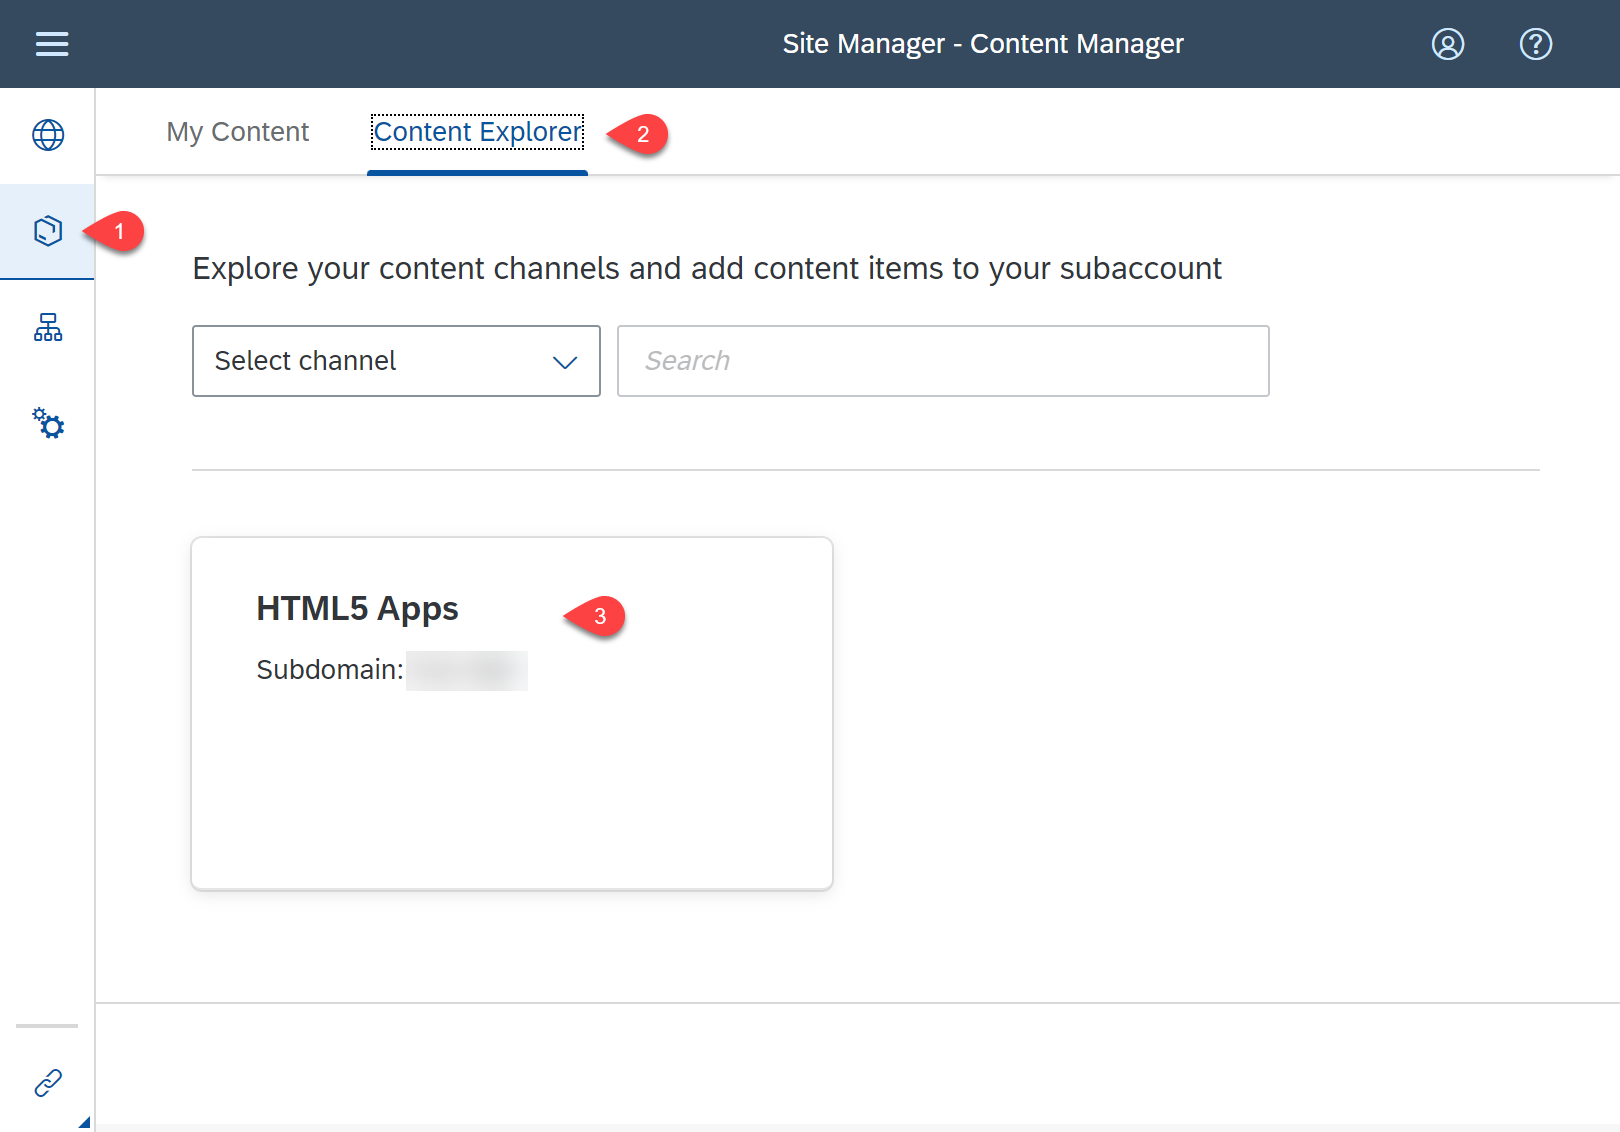 Site Manager - Content Manager
My Content
Content Explorer
2
1
Explore your content channels and add content items to your subaccount
Select channel
Search
HTML5 Apps
3
Subdomain: